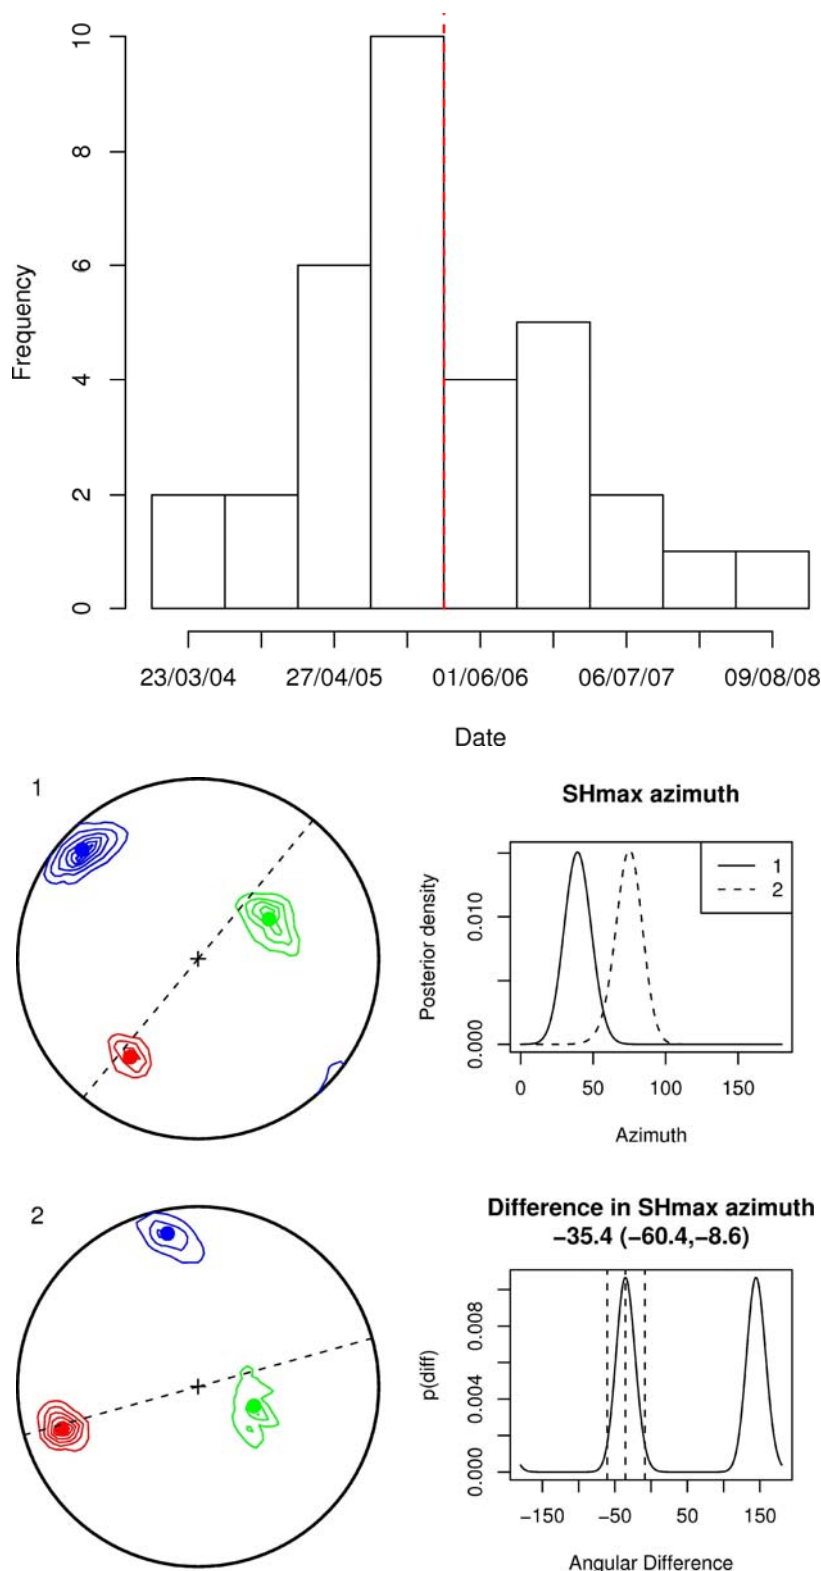 10
8
6
4
2
0
Frequency
23/03/04 27/04/05 01/06/06 06/07/07 09/08/08
Date
1
SHmax azimuth
Posterior density
0.010
0.000
1
2
0 50 100 150
Azimuth
2
Difference in SHmax azimuth
−35.4 (−60.4,−8.6)
p(diff)
0.008
0.004
0.000
−150 −50 50 150
Angular Difference